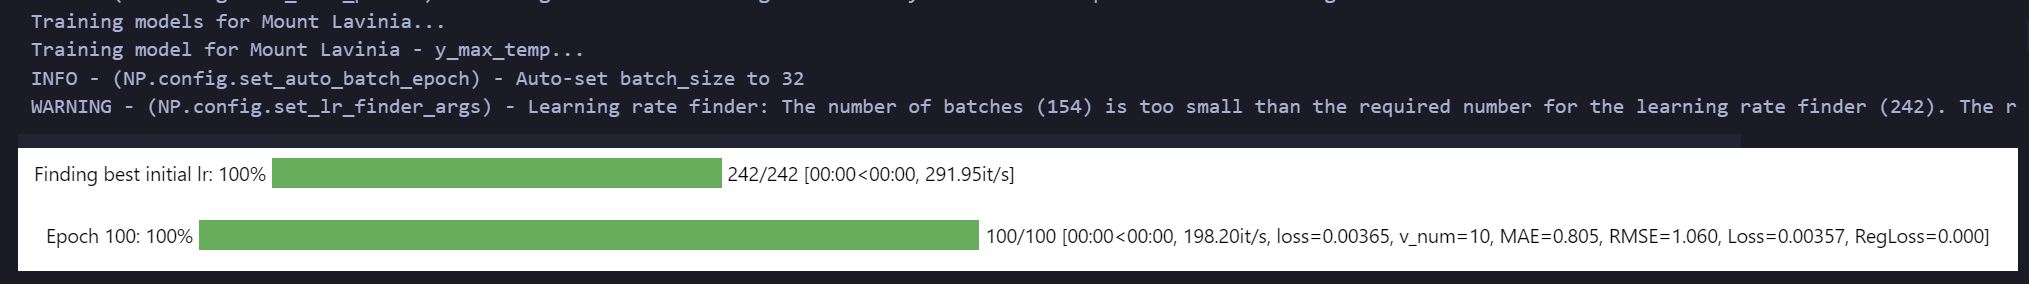 Training models for Mount Lavinia...
Training model for Mount Lavinia - y_max_temp...
INFO - (NP.config.set_auto_batch_epoch) - Auto-set batch_size to 32
WARNING - (NP.config.set_lr_finder_args) - Learning rate finder: The number of batches (154) is too small than the required number for the learning rate finder (242). The r
Finding best initial lr: 100% 242/242 [00:00<00:00, 291.95it/s]
Epoch 100: 100% 100/100 [00:00<00:00, 198.20it/s, loss=0.00365, v_num=10, MAE=0.805, RMSE=1.060, Loss=0.00357, RegLoss=0.000]